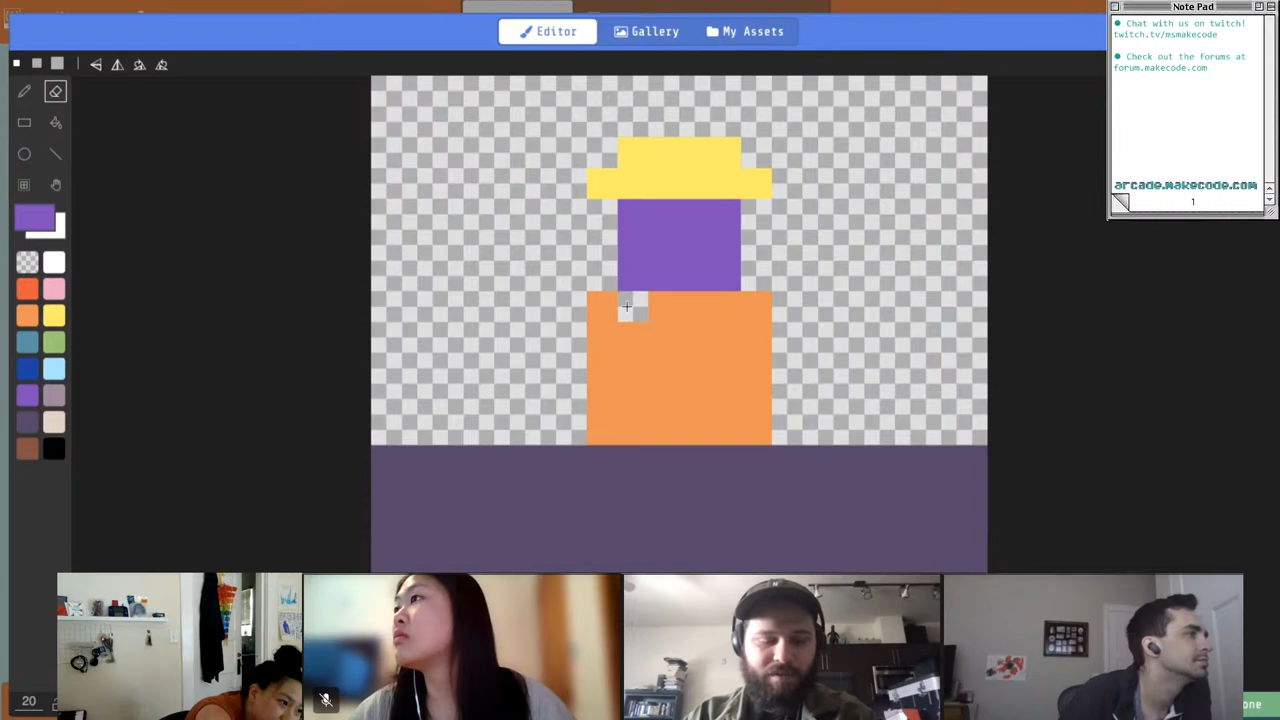 Editor
Gallery
My Assets
Note Pad
● Chat with us on twitch!
twitch.tv/msmakecode
● Check out the forums at
forum.makecode.com
arcade.makecode.com
1
20